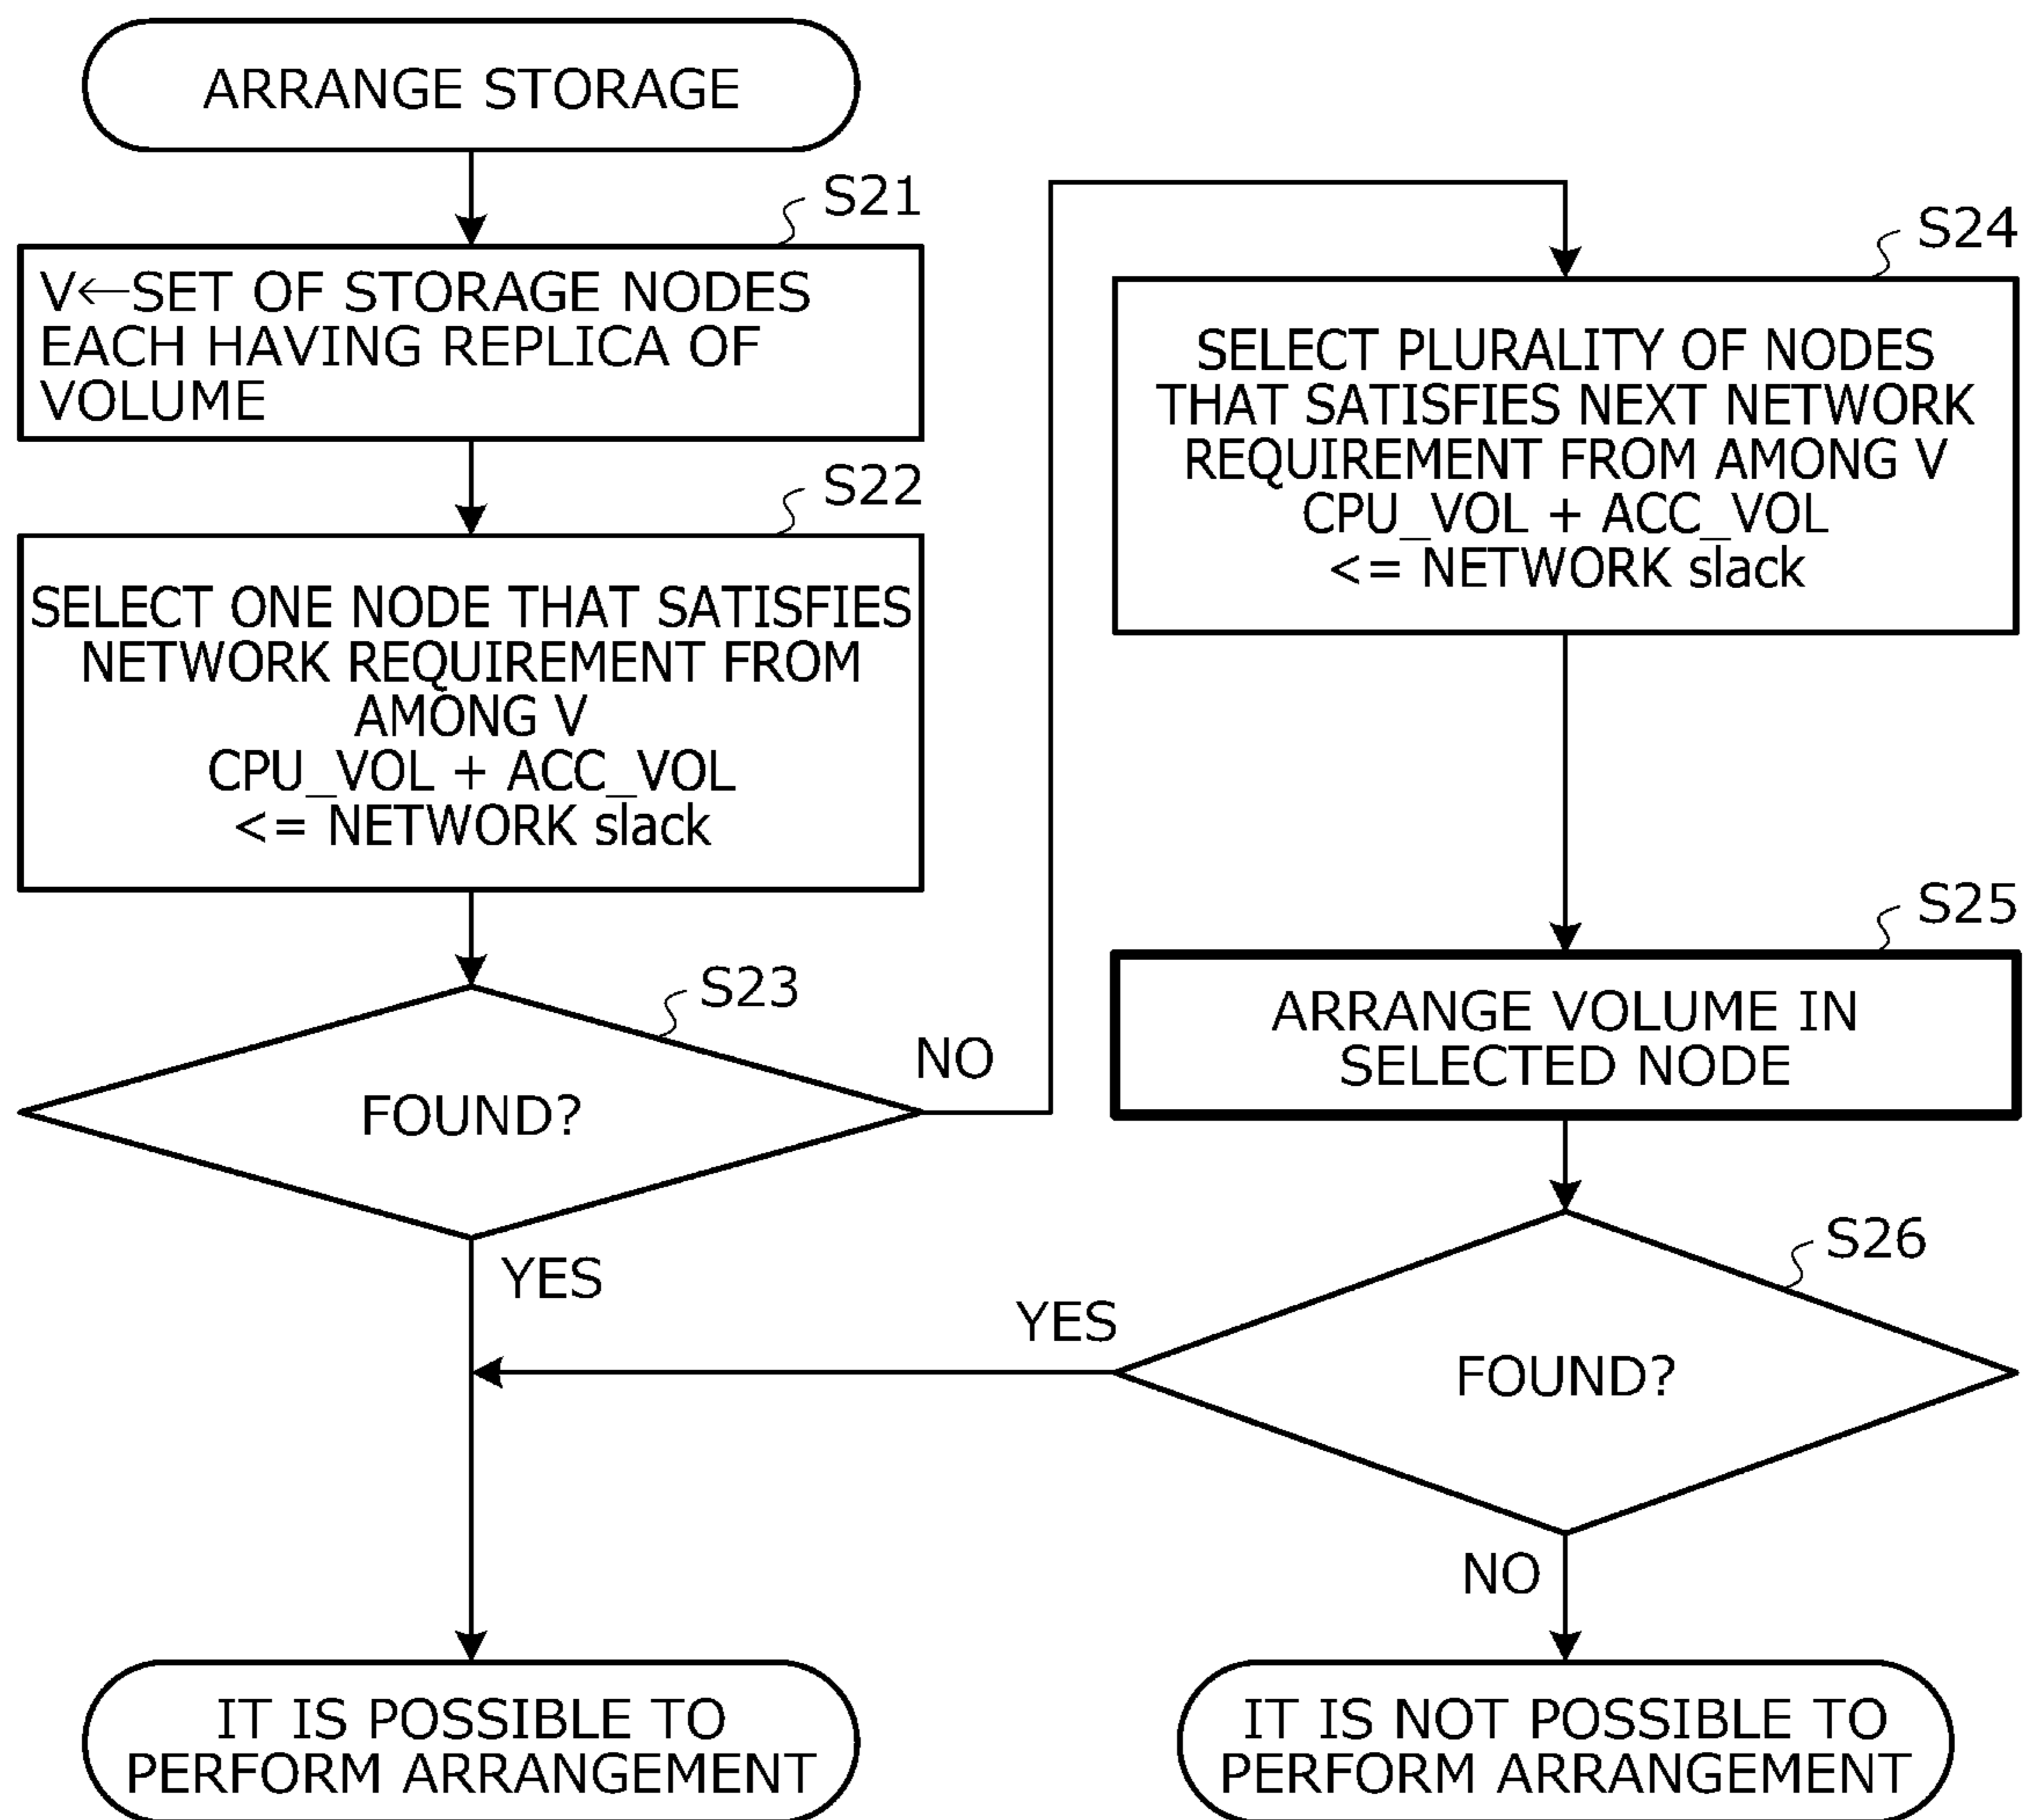 ARRANGE STORAGE
S21
V←SET OF STORAGE NODES
EACH HAVING REPLICA OF
VOLUME
S22
SELECT ONE NODE THAT SATISFIES
NETWORK REQUIREMENT FROM
AMONG V
CPU_VOL + ACC_VOL
<= NETWORK slack
S23
FOUND?
NO
YES
S24
SELECT PLURALITY OF NODES
THAT SATISFIES NEXT NETWORK
REQUIREMENT FROM AMONG V
CPU_VOL + ACC_VOL
<= NETWORK slack
S25
ARRANGE VOLUME IN
SELECTED NODE
S26
FOUND?
YES
NO
IT IS POSSIBLE TO
PERFORM ARRANGEMENT
IT IS NOT POSSIBLE TO
PERFORM ARRANGEMENT